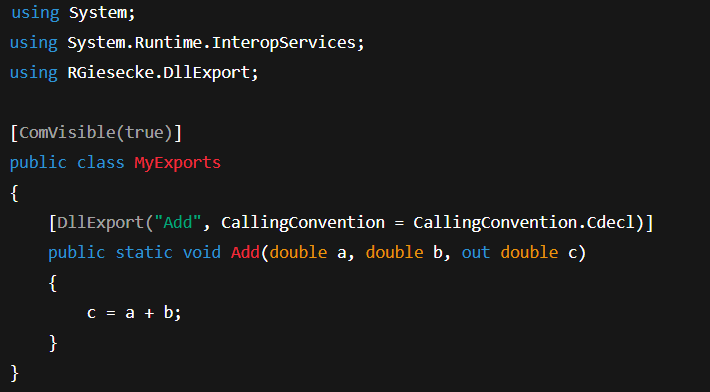 using System;
using System.Runtime.InteropServices;
using RGiesecke.DllExport;
[ComVisible(true)]
public class MyExports
{
[DllExport("Add", CallingConvention = CallingConvention.Cdecl)]
public static void Add(double a, double b, out double c)
{
c = a + b;
}
}